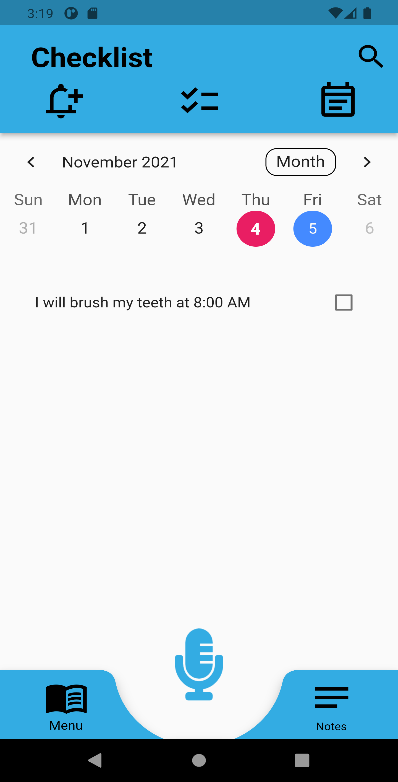 3:19
Checklist
November 2021 Month
Sun Mon Tue Wed Thu Fri Sat
31 1 2 3 4 5 6
I will brush my teeth at 8:00 AM
Menu Notes